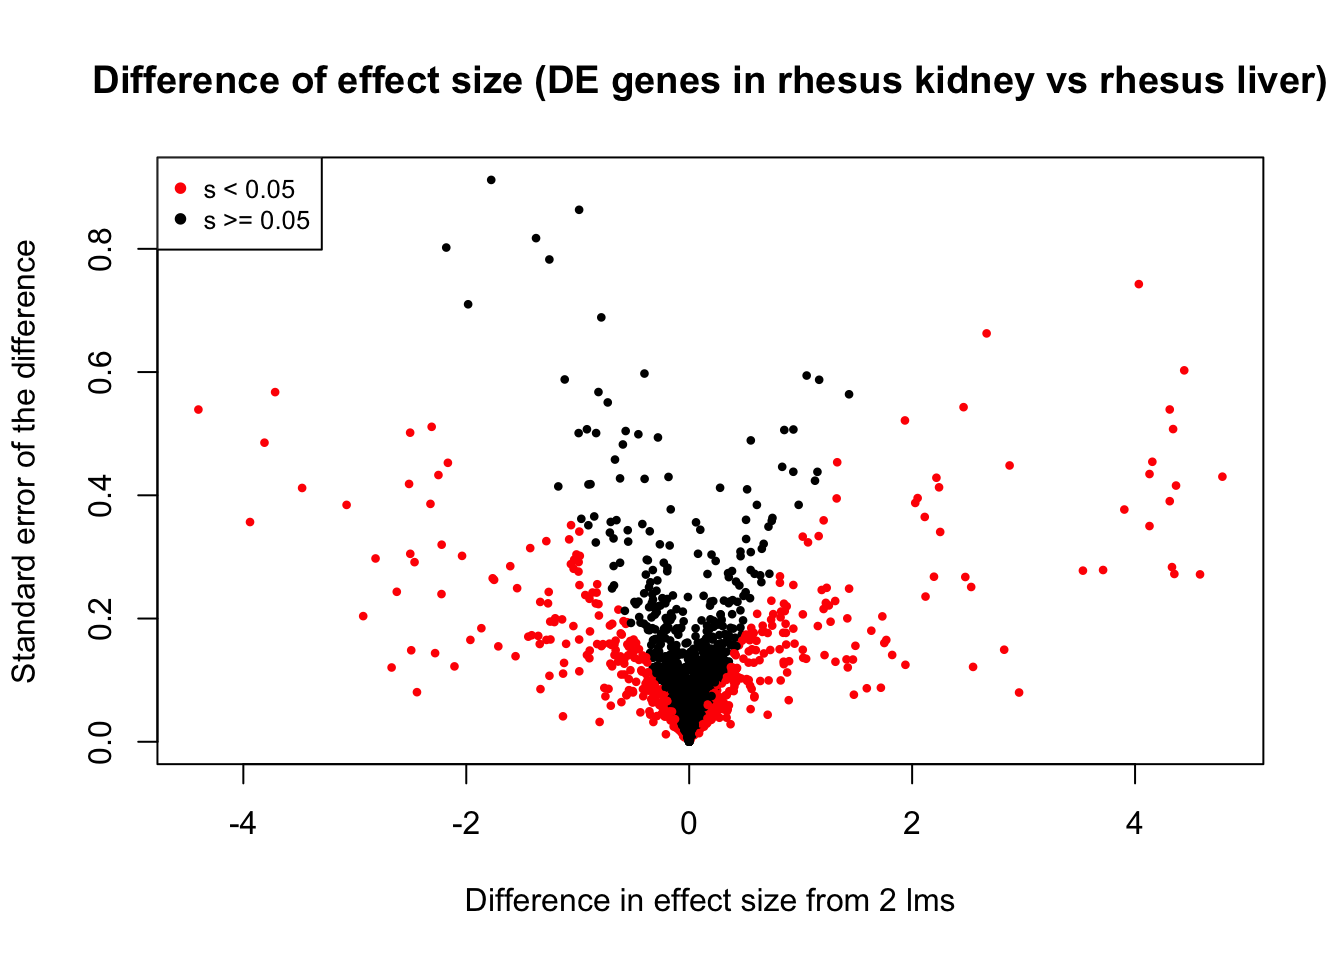 Difference of effect size (DE genes in rhesus kidney vs rhesus liver)
s < 0.05
s >= 0.05
Standard error of the difference
0.8
0.6
0.4
0.2
0.0
-4
-2
0
2
4
Difference in effect size from 2 lms